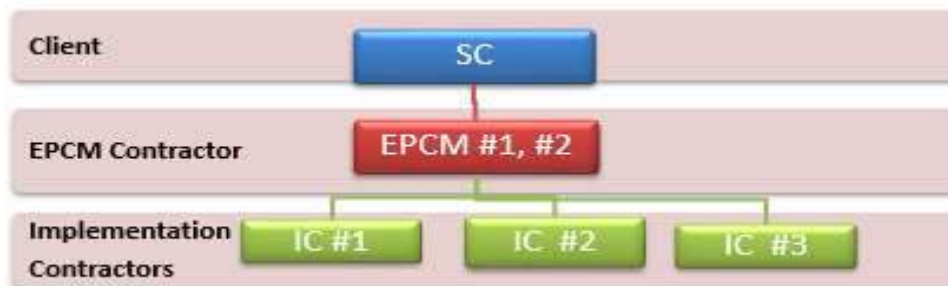 Client
SC
EPCM Contractor
EPCM #1, #2
Implementation
Contractors
IC #1
IC #2
IC #3